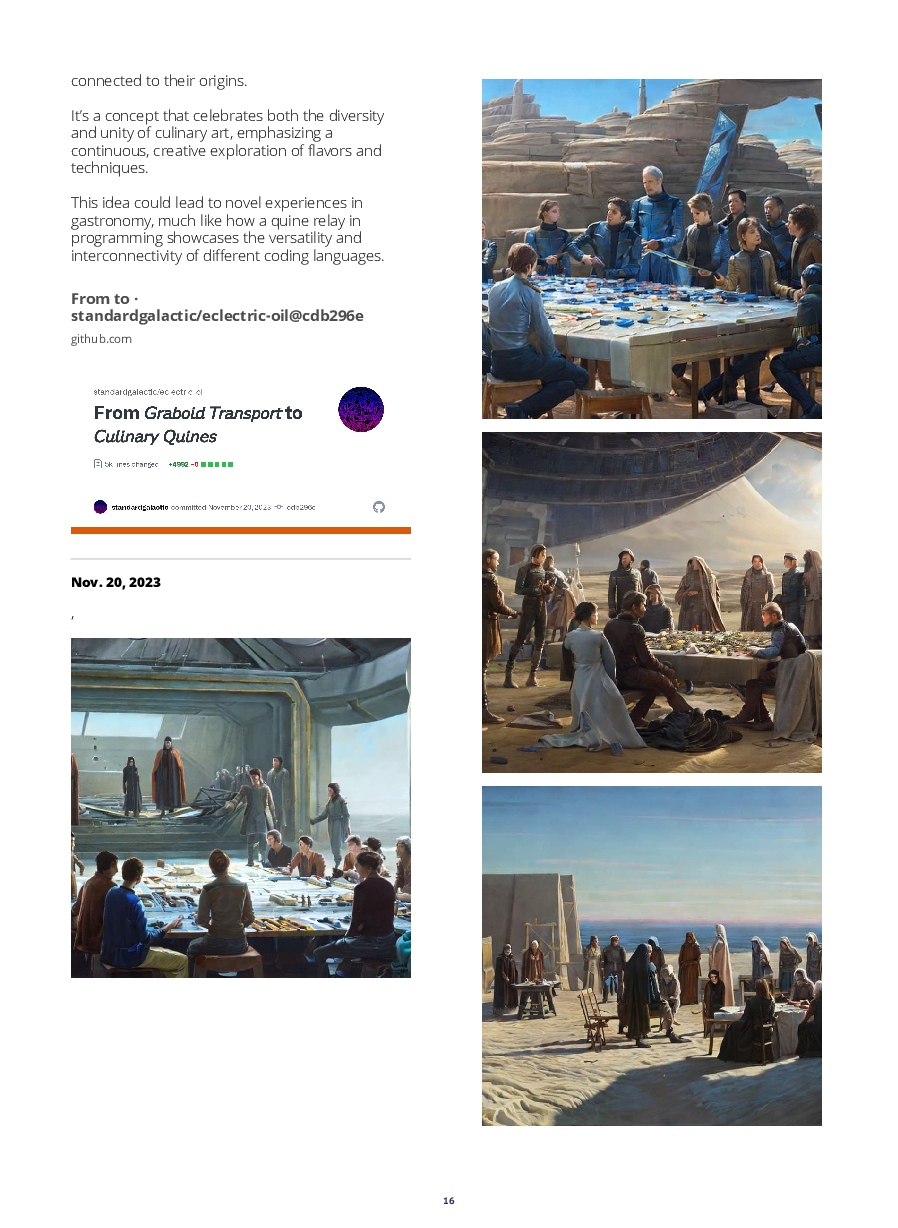 connected to their origins.
It's a concept that celebrates both the diversity
and unity of culinary art, emphasizing a
continuous, creative exploration of flavors and
techniques.
This idea could lead to novel experiences in
gastronomy, much like how a quine relay in
programming showcases the versatility and
interconnectivity of different coding languages.
From to ·
standardgalactic/eclectric-oil@cdb296e
github.com
standardgalactic/eclectric-oil
From Graboid Transport to
Culinary Quines
5k lines changed +4992 −0
standardgalactic committed November 20, 2023 cdb296e
Nov. 20, 2023
,
16